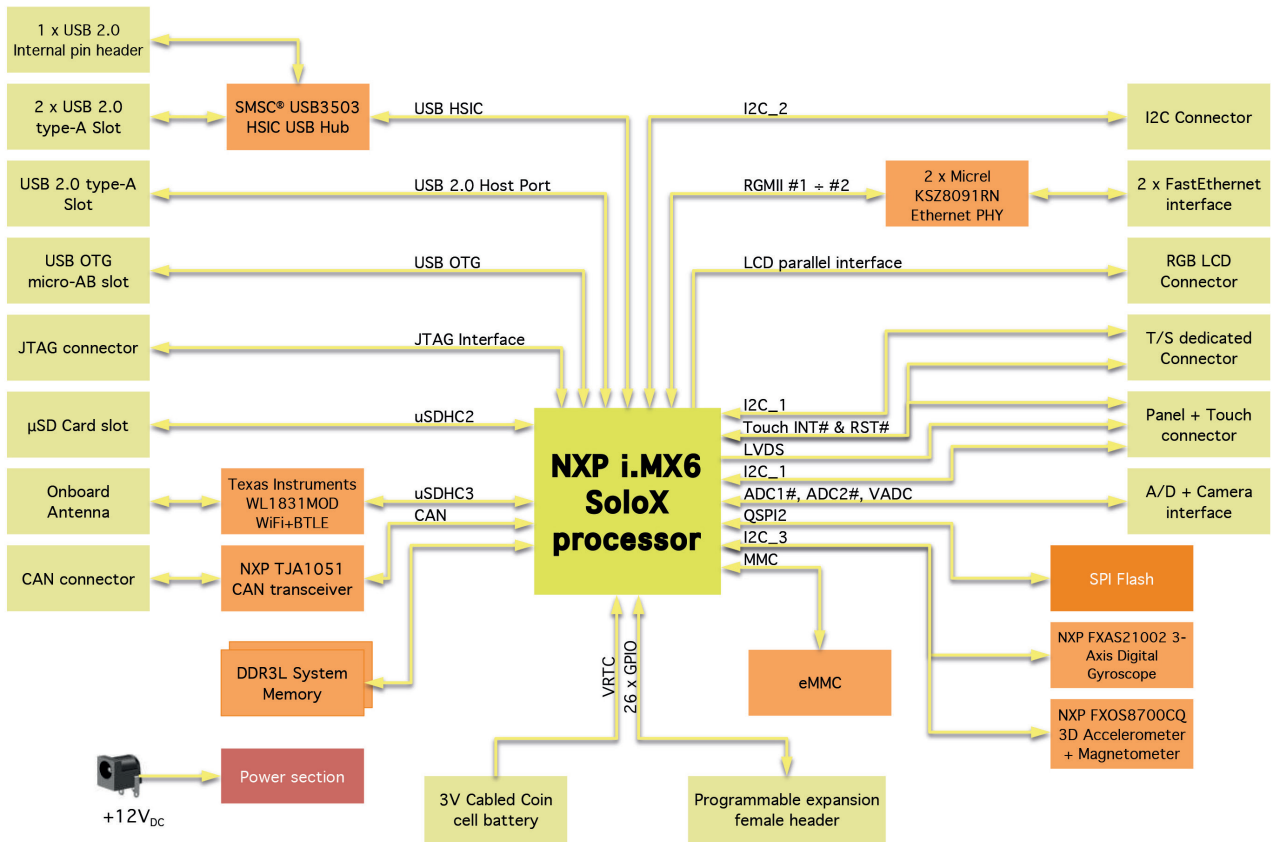 1 x USB 2.0
Internal pin header
2 x USB 2.0
type-A Slot
SMSC® USB3503
HSIC USB Hub
USB HSIC
USB 2.0 type-A
Slot
USB 2.0 Host Port
USB OTG
micro-AB slot
USB OTG
JTAG connector
JTAG Interface
µSD Card slot
uSDHC2
Onboard
Antenna
Texas Instruments
WL1831MOD
WiFi+BTLE
uSDHC3
CAN
CAN connector
NXP TJA1051
CAN transceiver
DDR3L System
Memory
+12VDC
Power section
NXP i.MX6
SoloX
processor
VRTC
26 x GPIO
3V Cabled Coin
cell battery
Programmable expansion
female header
I2C_2
I2C Connector
RGMII #1 ÷ #2
2 x Micrel
KSZ8091RN
Ethernet PHY
2 x FastEthernet
interface
LCD parallel interface
RGB LCD
Connector
I2C_1
T/S dedicated
Connector
Touch INT# & RST#
LVDS
I2C_1
Panel + Touch
connector
ADC1#, ADC2#, VADC
A/D + Camera
interface
QSPI2
I2C_3
MMC
SPI Flash
NXP FXAS21002 3-
Axis Digital
Gyroscope
eMMC
NXP FXOS8700CQ
3D Accelerometer
+ Magnetometer